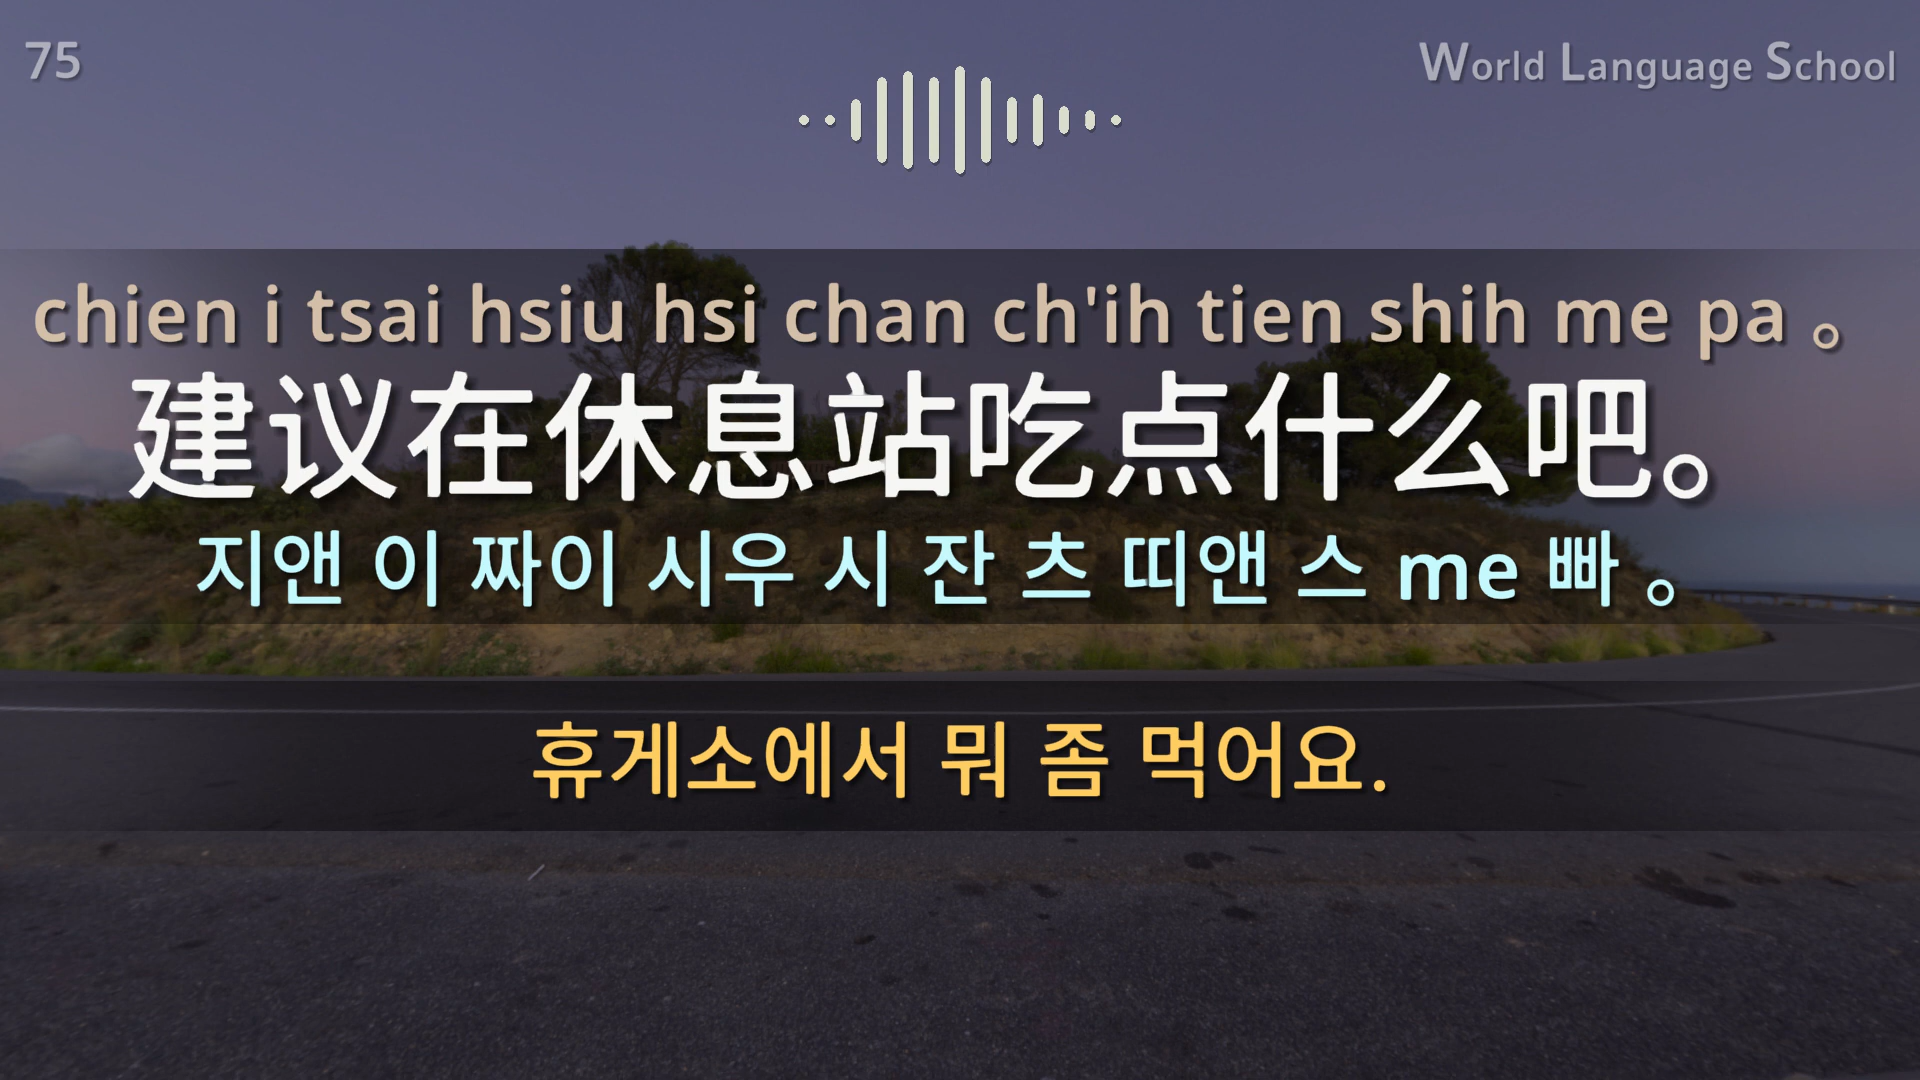 75
World Language School
chien i tsai hsiu hsi chan ch'ih tien shih me pa 。
建议在休息站吃点什么吧。
지앤 이 짜이 시우 시 잔 츠 띠앤 스 me 빠 。
휴게소에서 뭐 좀 먹어요.